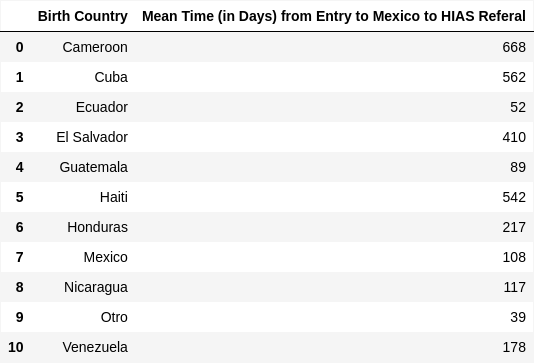 Birth Country Mean Time (in Days) from Entry to Mexico to HIAS Referal
0 Cameroon 668
1 Cuba 562
2 Ecuador 52
3 El Salvador 410
4 Guatemala 89
5 Haiti 542
6 Honduras 217
7 Mexico 108
8 Nicaragua 117
9 Otro 39
10 Venezuela 178